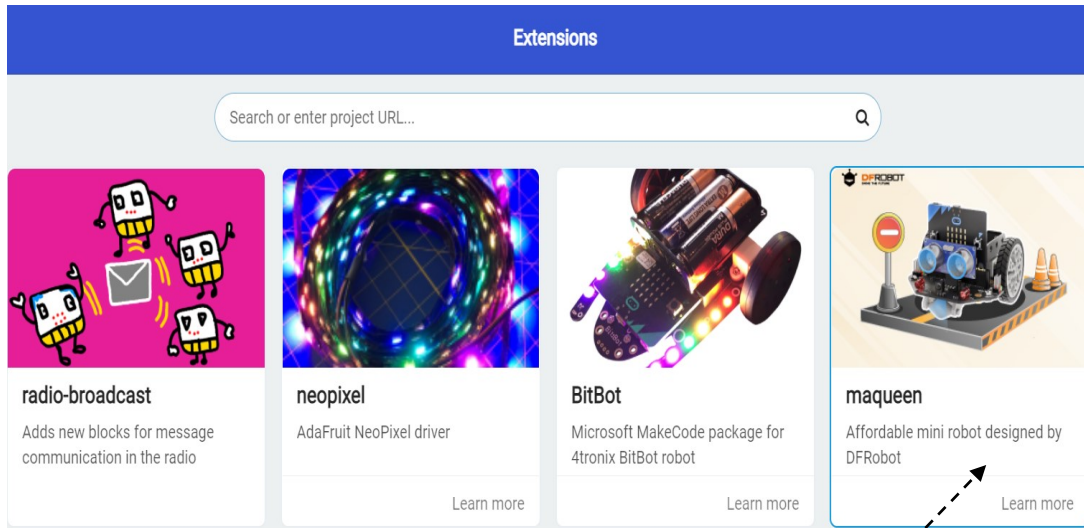 Extensions
Search or enter project URL...
DFROBOT
radio-broadcast
Adds new blocks for message
communication in the radio
neopixel
AdaFruit NeoPixel driver
Learn more
BitBot
Microsoft MakeCode package for
4tronix BitBot robot
Learn more
maqueen
Affordable mini robot designed by
DFRobot
Learn more